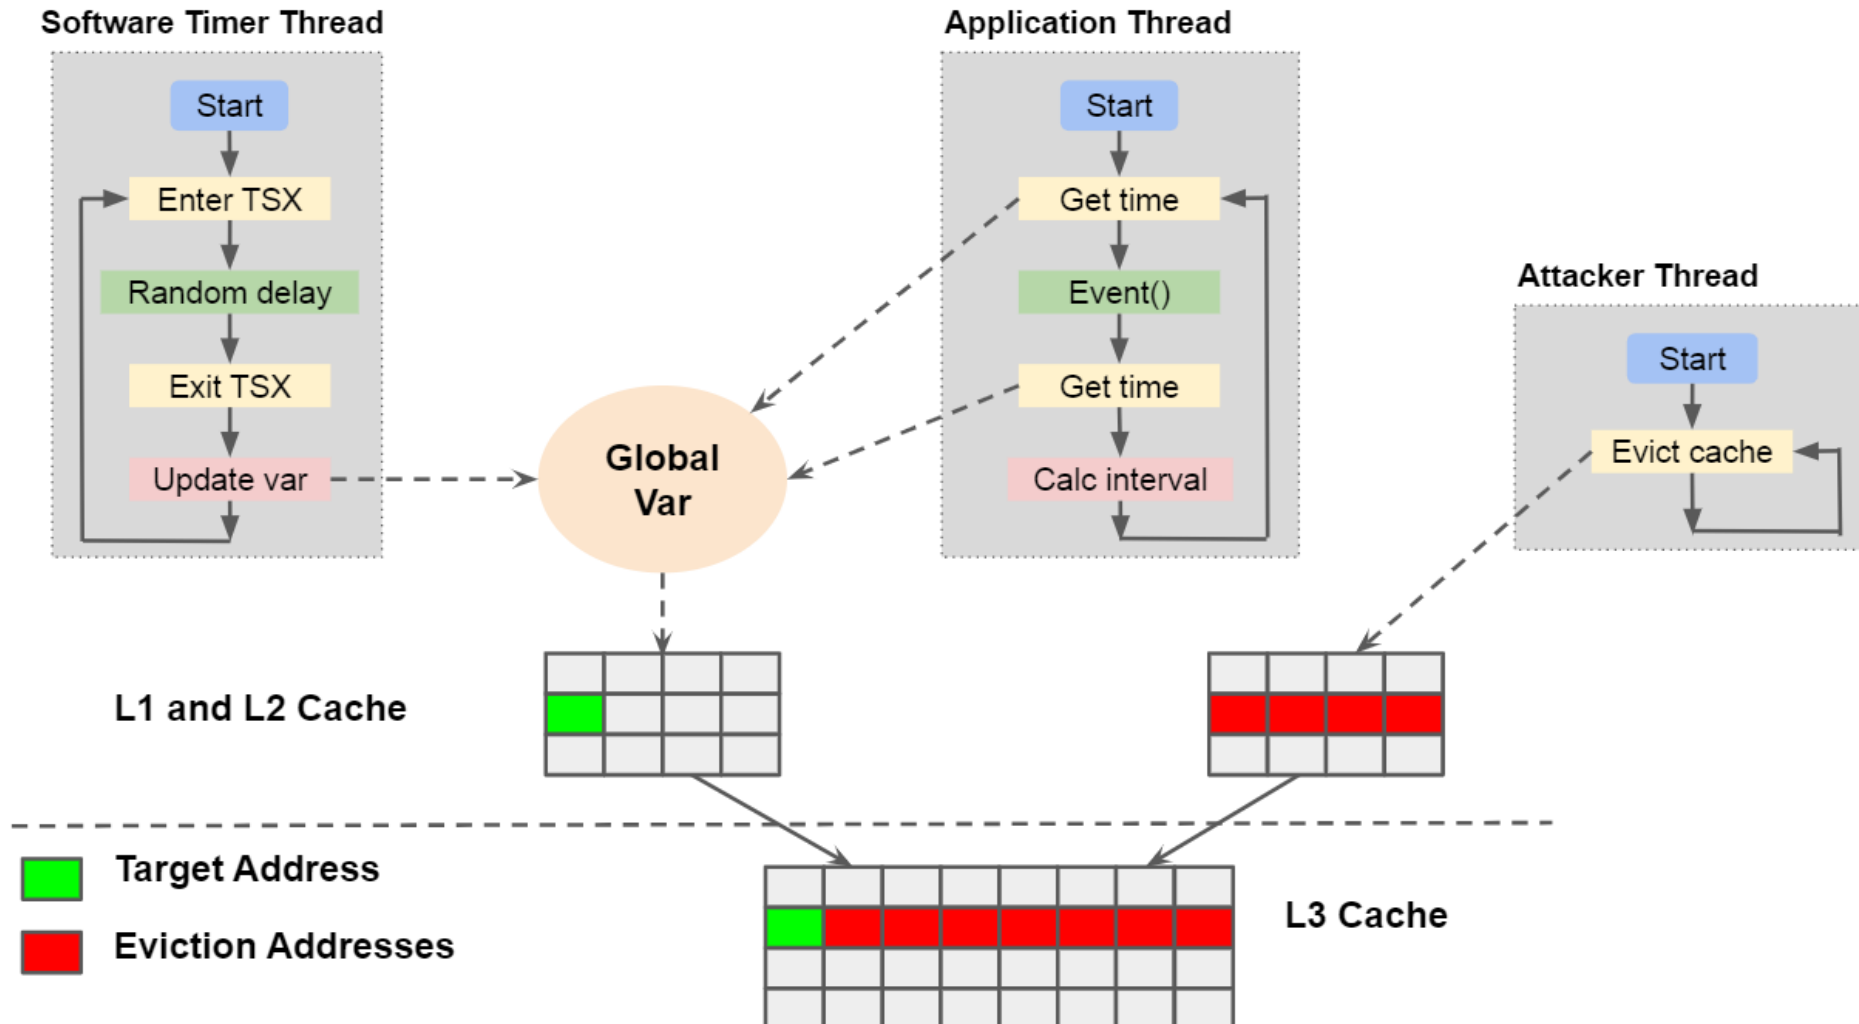 Software Timer Thread
Start
Enter TSX
Random delay
Exit TSX
Update var
Global
Var
Application Thread
Start
Get time
Event()
Get time
Calc interval
Attacker Thread
Start
Evict cache
L1 and L2 Cache
Target Address
Eviction Addresses
L3 Cache